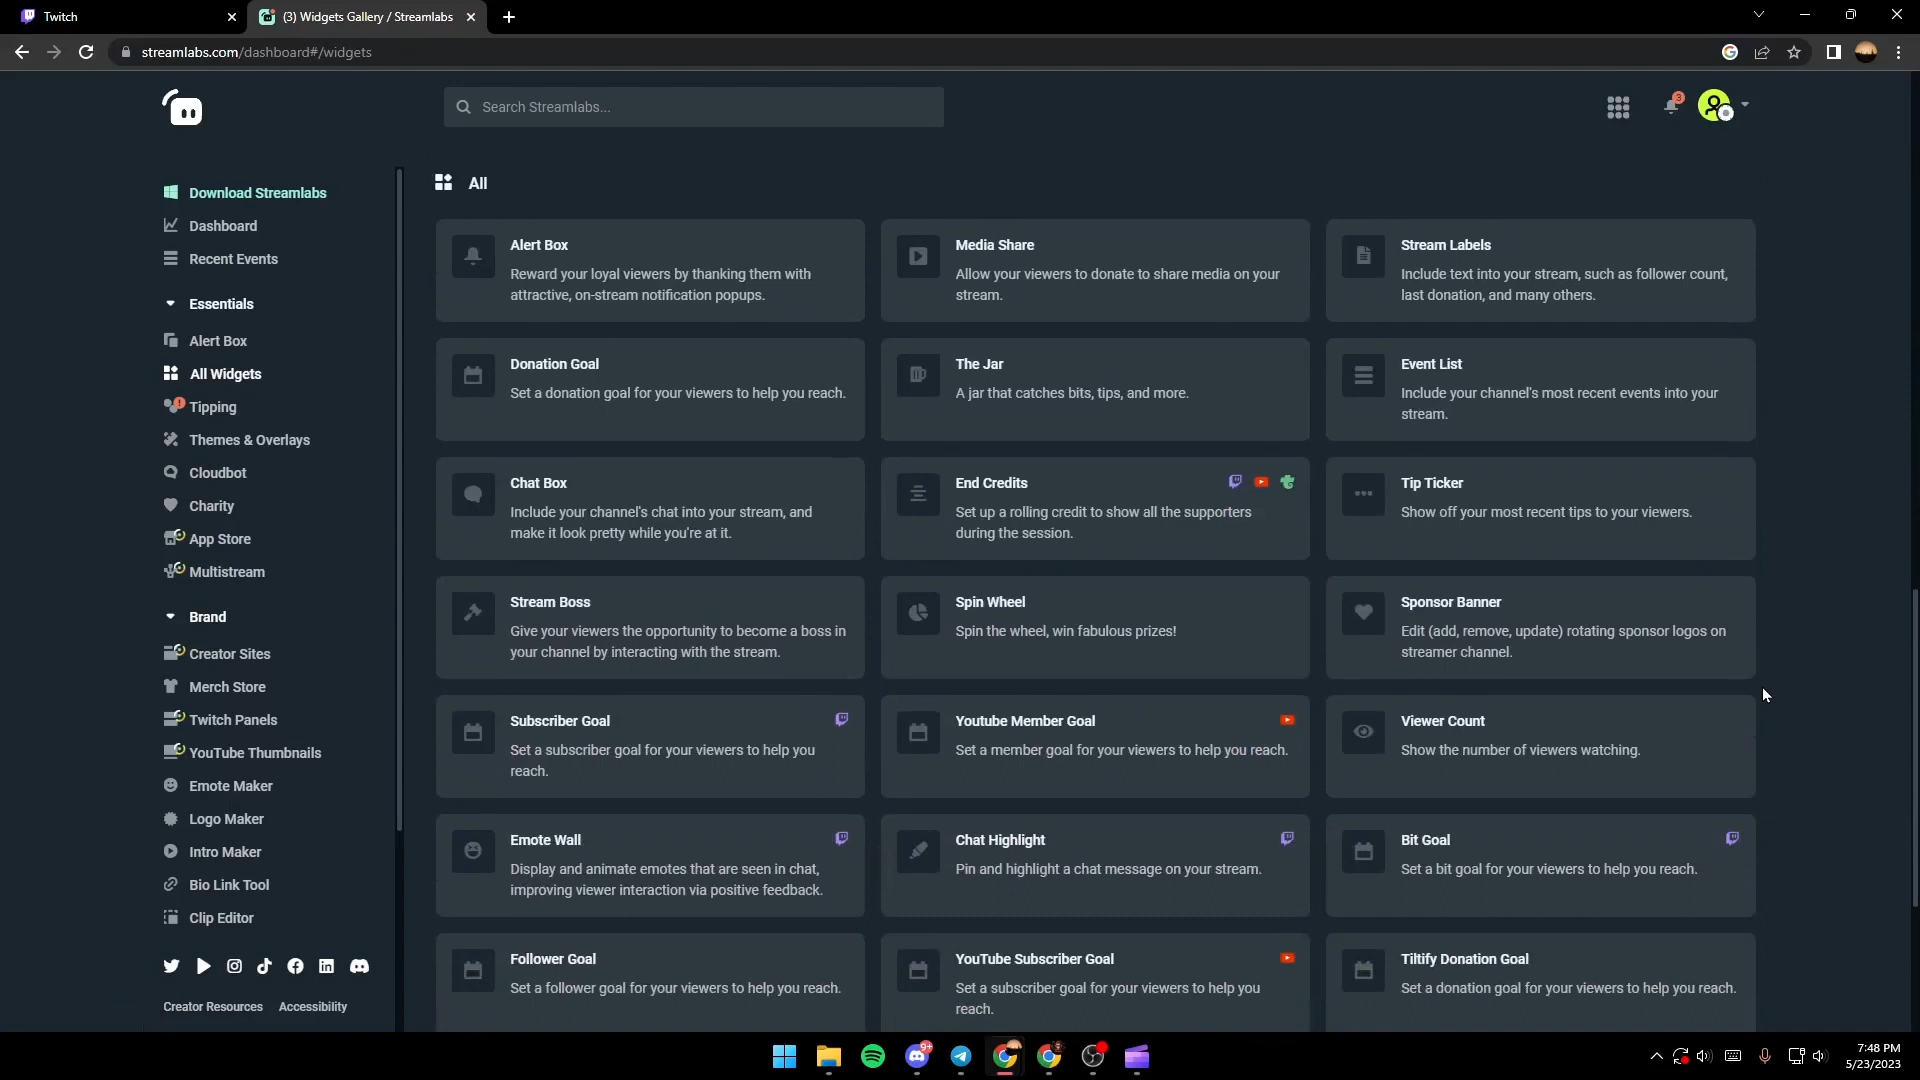 Twitch
(3) Widgets Gallery / Streamlabs
streamlabs.com/dashboard#/widgets
Search Streamlabs...
3
Download Streamlabs
Dashboard
Recent Events
Essentials
Alert Box
All Widgets
Tipping
Themes & Overlays
Cloudbot
Charity
App Store
Multistream
Brand
Creator Sites
Merch Store
Twitch Panels
YouTube Thumbnails
Emote Maker
Logo Maker
Intro Maker
Bio Link Tool
Clip Editor
Creator Resources Accessibility
All
Alert Box
Reward your loyal viewers by thanking them with
attractive, on-stream notification popups.
Media Share
Allow your viewers to donate to share media on your
stream.
Stream Labels
Include text into your stream, such as follower count,
last donation, and many others.
Donation Goal
Set a donation goal for your viewers to help you reach.
The Jar
A jar that catches bits, tips, and more.
Event List
Include your channel's most recent events into your
stream.
Chat Box
Include your channel's chat into your stream, and
make it look pretty while you're at it.
End Credits
Set up a rolling credit to show all the supporters
during the session.
Tip Ticker
Show off your most recent tips to your viewers.
Stream Boss
Give your viewers the opportunity to become a boss in
your channel by interacting with the stream.
Spin Wheel
Spin the wheel, win fabulous prizes!
Sponsor Banner
Edit (add, remove, update) rotating sponsor logos on
streamer channel.
Subscriber Goal
Set a subscriber goal for your viewers to help you
reach.
Youtube Member Goal
Set a member goal for your viewers to help you reach.
Viewer Count
Show the number of viewers watching.
Emote Wall
Display and animate emotes that are seen in chat,
improving viewer interaction via positive feedback.
Chat Highlight
Pin and highlight a chat message on your stream.
Bit Goal
Set a bit goal for your viewers to help you reach.
Follower Goal
Set a follower goal for your viewers to help you reach.
YouTube Subscriber Goal
Set a subscriber goal for your viewers to help you
reach.
Tiltify Donation Goal
Set a donation goal for your viewers to help you reach.
9+
7:48 PM
5/23/2023